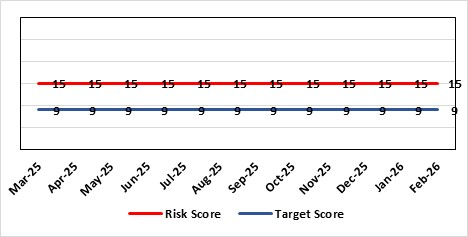 15 15 15 15 15 15 15 15 15 15 15 15
9 9 9 9 9 9 9 9 9 9 9 9
Mar-25 Apr-25 May-25 Jun-25 Jul-25 Aug-25 Sep-25 Oct-25 Nov-25 Dec-25 Jan-26 Feb-26
Risk Score Target Score